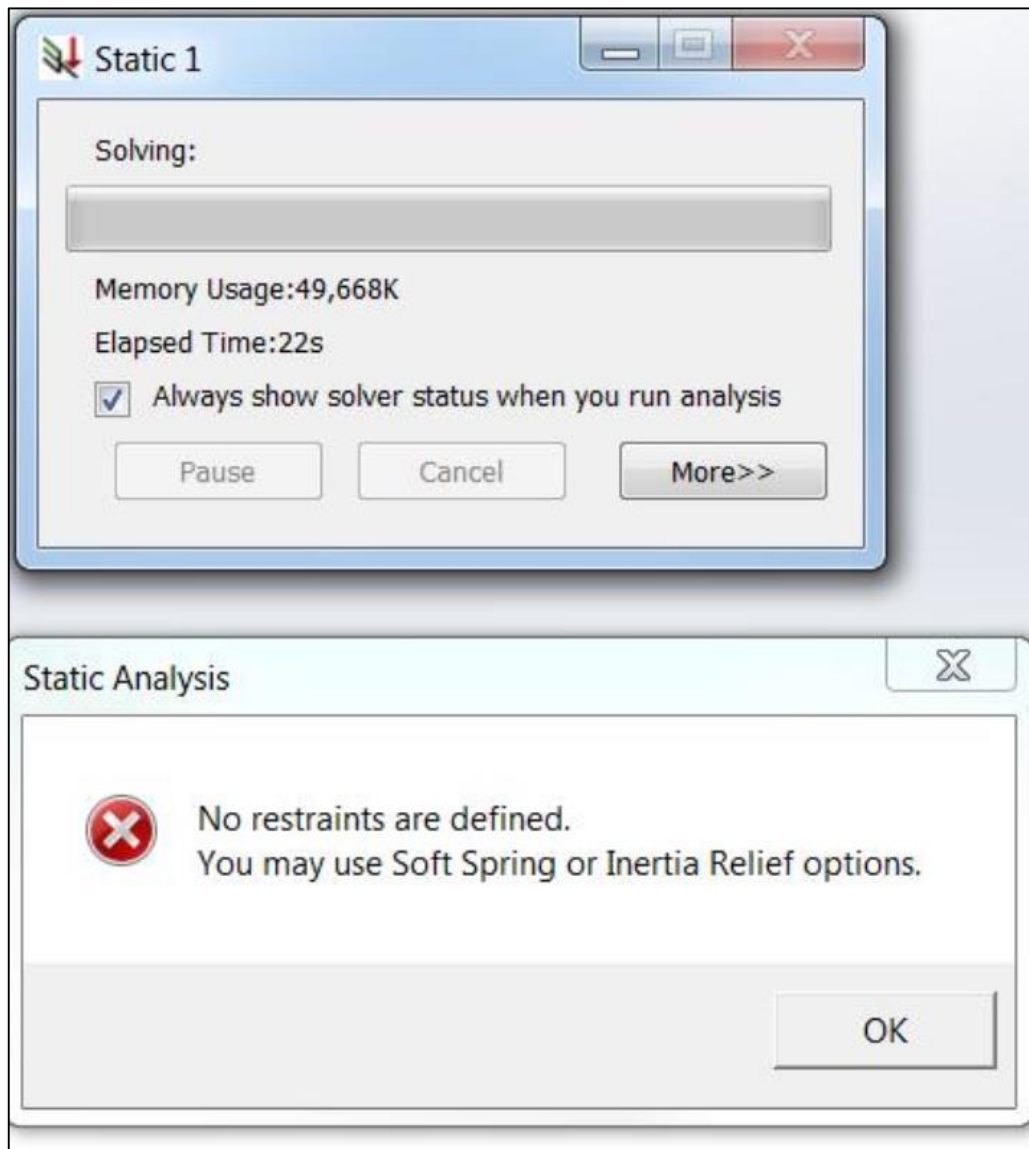 Static 1
Solving:
Memory Usage:49,668K
Elapsed Time:22s
Always show solver status when you run analysis
Pause Cancel More>>
Static Analysis
No restraints are defined.
You may use Soft Spring or Inertia Relief options.
OK